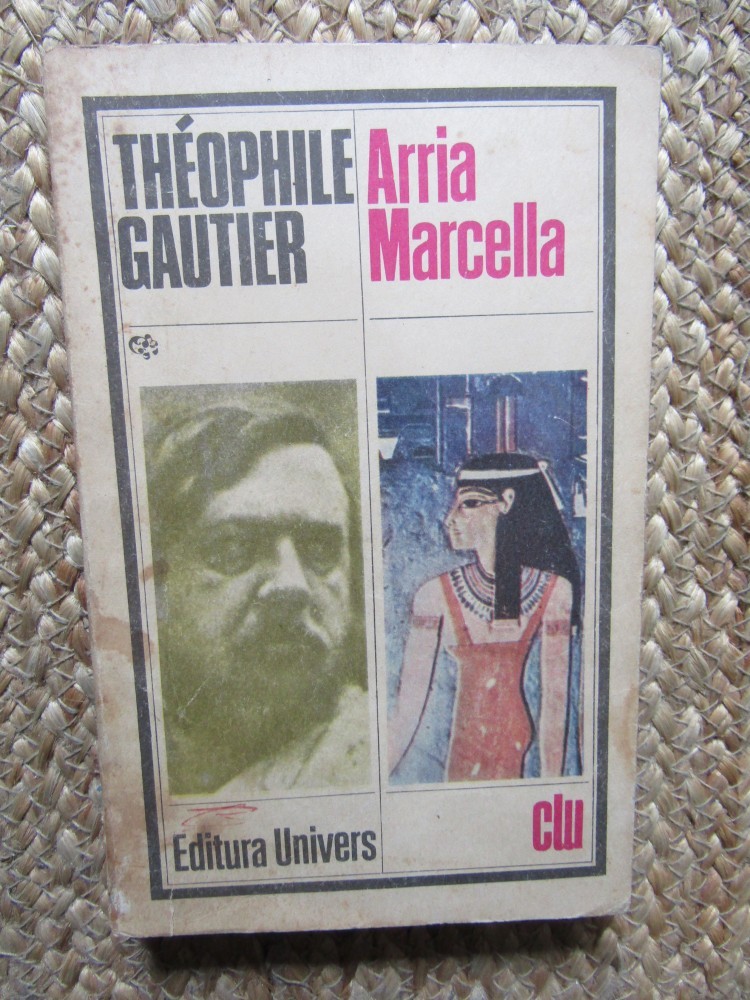 THÉOPHILE
GAUTIER
Arria
Marcella
Editura Univers
clu